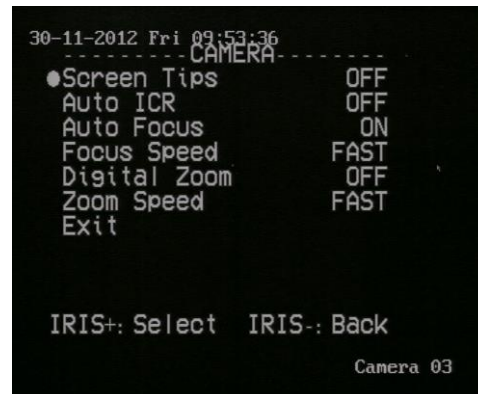 30-11-2012 Fri 09:53:36
---------CAMERA--------
●Screen Tips OFF
Auto ICR OFF
Auto Focus ON
Focus Speed FAST
Digital Zoom OFF
Zoom Speed FAST
Exit
IRIS+: Select IRIS-: Back
Camera 03